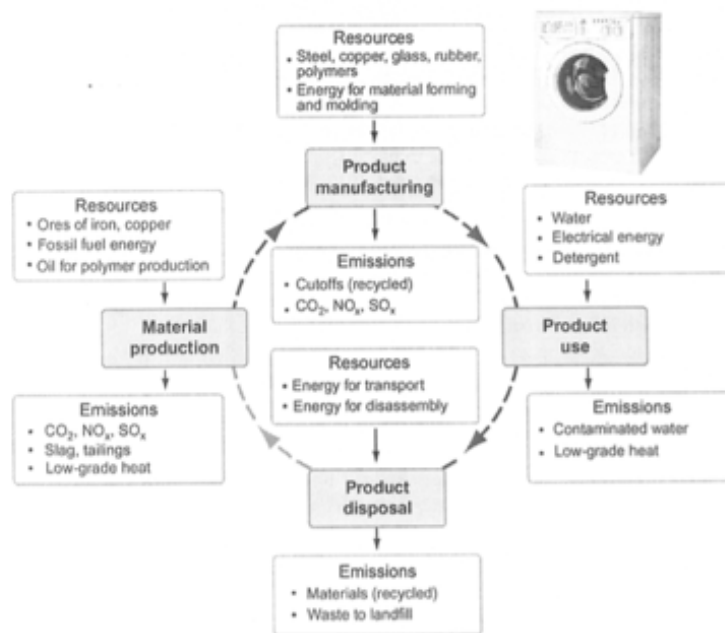 Resources
• Steel, copper, glass, rubber,
polymers
• Energy for material forming
and molding
Product
manufacturing
Resources
• Ores of iron, copper
• Fossil fuel energy
• Oil for polymer production
Resources
• Water
• Electrical energy
• Detergent
Emissions
• Cutoffs (recycled)
• CO₂, NOₓ, SOₓ
Material
production
Product
use
Resources
• Energy for transport
• Energy for disassembly
Emissions
• CO₂, NOₓ, SOₓ
• Slag, tailings
• Low-grade heat
Emissions
• Contaminated water
• Low-grade heat
Product
disposal
Emissions
• Materials (recycled)
• Waste to landfill